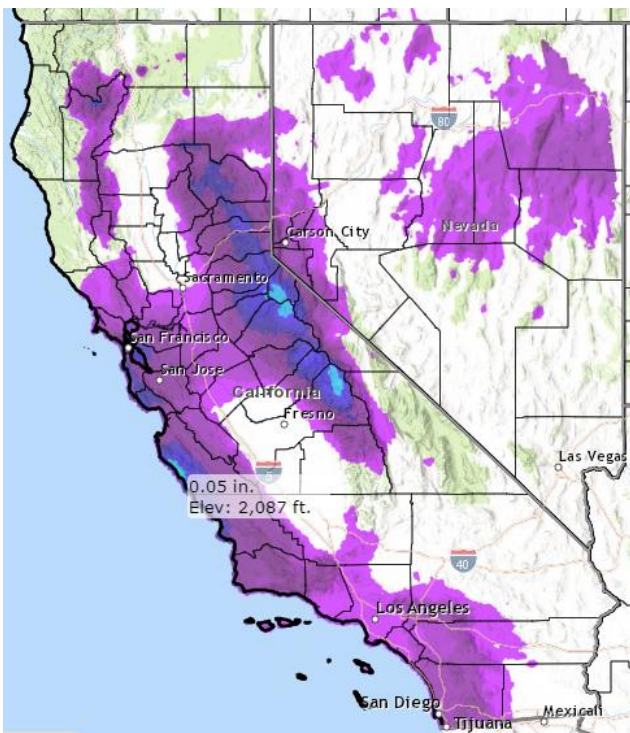 80
Nevada
Carson City
Sacramento
San Francisco
San Jose
California
Fresno
Las Vegas
5
0.05 in.
Elev: 2,087 ft.
40
Los Angeles
San Diego
Mexicali
Tijuana